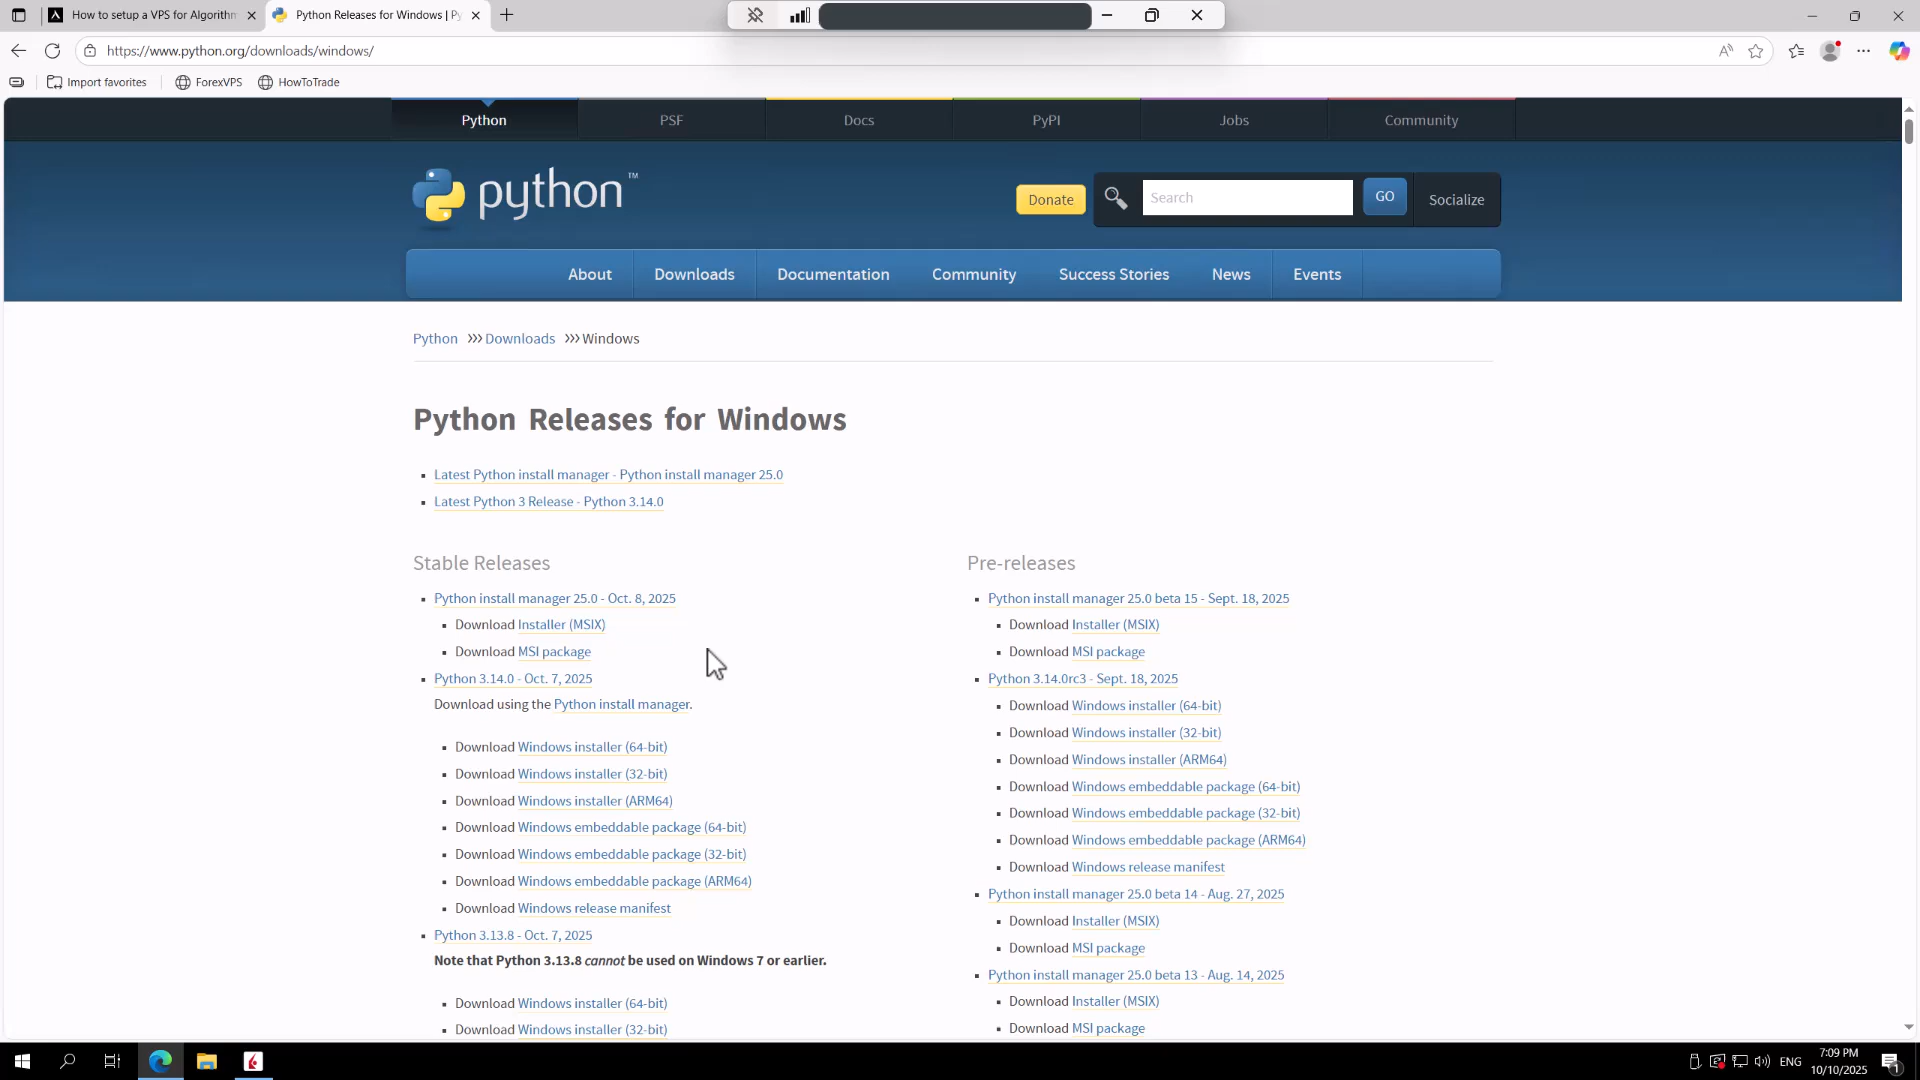 How to setup a VPS for Algorithm
Python Releases for Windows | Py
https://www.python.org/downloads/windows/
Import favorites
ForexVPS
HowToTrade
Python
PSF
Docs
PyPI
Jobs
Community
python™
Donate
Search
GO
Socialize
About
Downloads
Documentation
Community
Success Stories
News
Events
Python >>> Downloads >>> Windows
Python Releases for Windows
Latest Python install manager - Python install manager 25.0
Latest Python 3 Release - Python 3.14.0
Stable Releases
Python install manager 25.0 - Oct. 8, 2025
Download Installer (MSIX)
Download MSI package
Python 3.14.0 - Oct. 7, 2025
Download using the Python install manager.
Download Windows installer (64-bit)
Download Windows installer (32-bit)
Download Windows installer (ARM64)
Download Windows embeddable package (64-bit)
Download Windows embeddable package (32-bit)
Download Windows embeddable package (ARM64)
Download Windows release manifest
Python 3.13.8 - Oct. 7, 2025
Note that Python 3.13.8 cannot be used on Windows 7 or earlier.
Download Windows installer (64-bit)
Download Windows installer (32-bit)
Pre-releases
Python install manager 25.0 beta 15 - Sept. 18, 2025
Download Installer (MSIX)
Download MSI package
Python 3.14.0rc3 - Sept. 18, 2025
Download Windows installer (64-bit)
Download Windows installer (32-bit)
Download Windows installer (ARM64)
Download Windows embeddable package (64-bit)
Download Windows embeddable package (32-bit)
Download Windows embeddable package (ARM64)
Download Windows release manifest
Python install manager 25.0 beta 14 - Aug. 27, 2025
Download Installer (MSIX)
Download MSI package
Python install manager 25.0 beta 13 - Aug. 14, 2025
Download Installer (MSIX)
Download MSI package
ENG
7:09 PM
10/10/2025
1